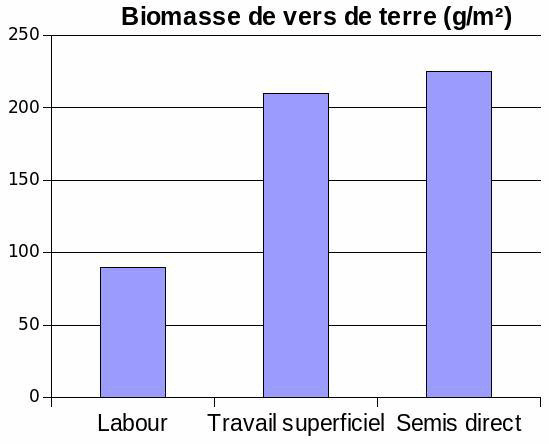 Biomasse de vers de terre (g/m²)
250
200
150
100
50
0
Labour
Travail superficiel
Semis direct